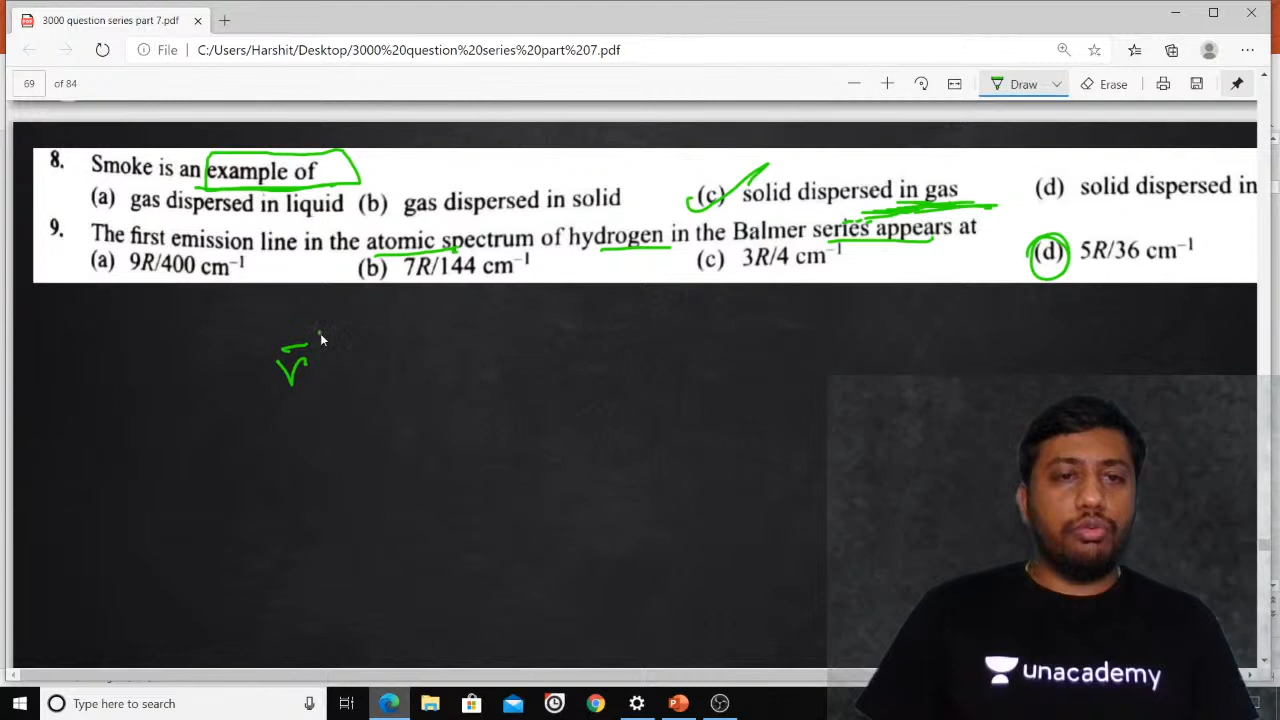 3000 question series part 7.pdf
File
C:/Users/Harshit/Desktop/3000%20question%20series%20part%207.pdf
69 of 84
Draw
Erase
8. Smoke is an example of
(a) gas dispersed in liquid (b) gas dispersed in solid (c) solid dispersed in gas (d) solid dispersed in
9. The first emission line in the atomic spectrum of hydrogen in the Balmer series appears at
(a) 9R/400 cm⁻¹ (b) 7R/144 cm⁻¹ (c) 3R/4 cm⁻¹ (d) 5R/36 cm⁻¹
unacademy
Type here to search